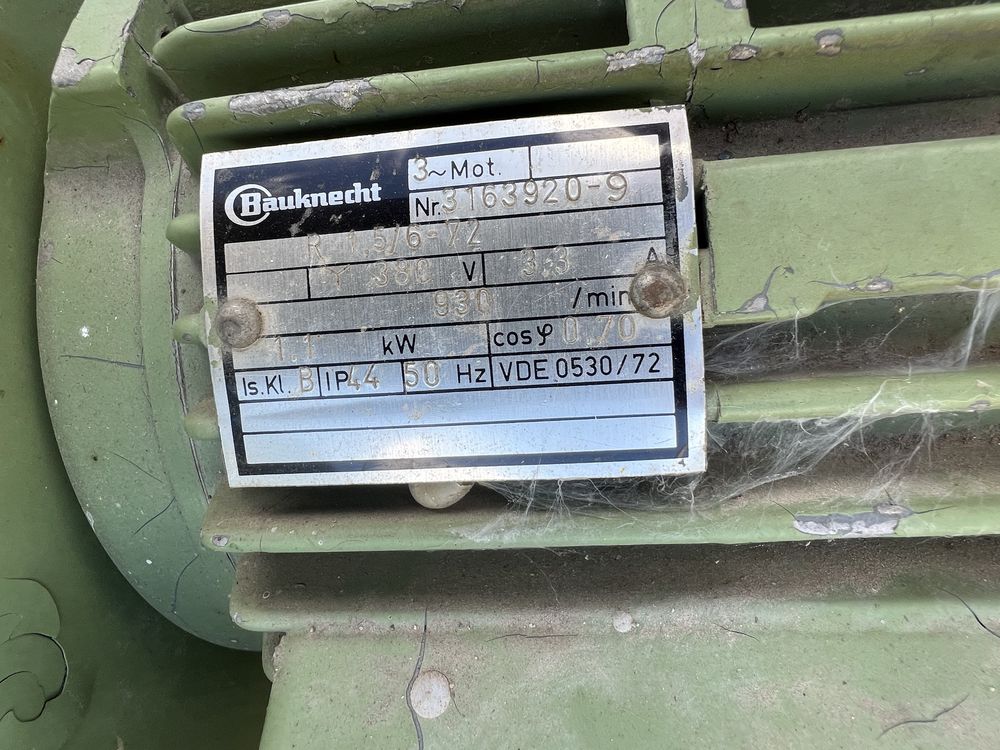 Bauknecht
3~Mot.
Nr. 3163920-9
R 1,5/6-72
Y 380 V 3.3 A
930 /min
1.1 kW cosφ 0,70
Is.Kl. B IP44 50 Hz VDE 0530/72